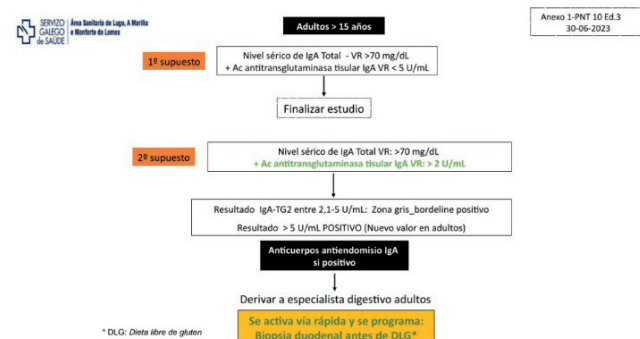 SERVIZO
GALEGO
de SAÚDE
Área Sanitaria de Lugo, A Mariña
e Monforte de Lemos
Adultos > 15 años
Anexo 1-PNT 10 Ed.3
30-06-2023
1º supuesto
Nivel sérico de IgA Total - VR >70 mg/dL
+ Ac antitransglutaminasa tisular IgA VR < 5 U/mL
Finalizar estudio
2º supuesto
Nivel sérico de IgA Total VR: >70 mg/dL
+ Ac antitransglutaminasa tisular IgA VR: > 2 U/mL
Resultado IgA-TG2 entre 2,1-5 U/mL: Zona gris_bordeline positivo
Resultado > 5 U/mL POSITIVO (Nuevo valor en adultos)
Anticuerpos antiendomisio IgA
si positivo
Derivar a especialista digestivo adultos
Se activa vía rápida y se programa:
Biopsia duodenal antes de DLG*
* DLG: Dieta libre de gluten